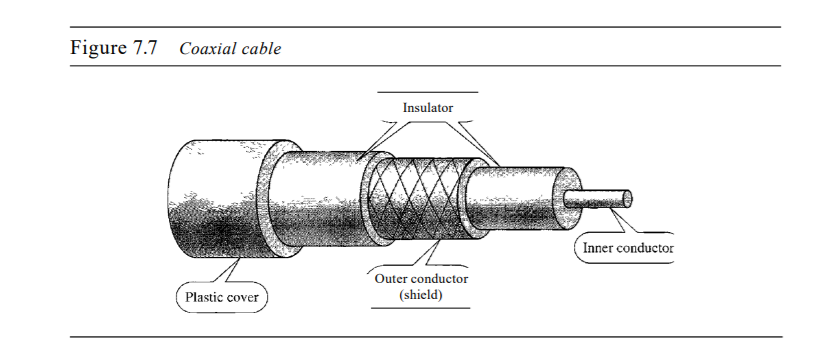 Figure 7.7 Coaxial cable
Insulator
Inner conductor
Outer conductor
(shield)
Plastic cover